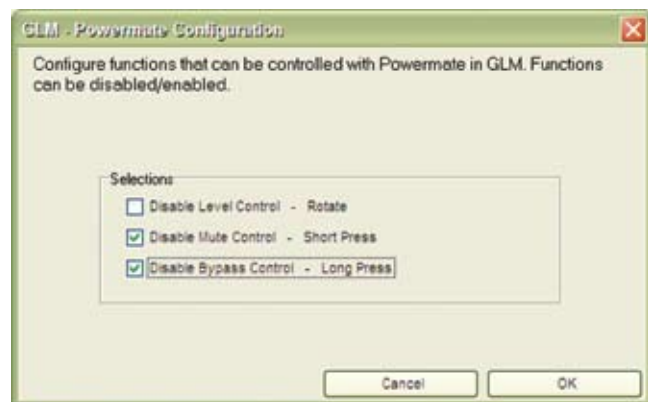 GLM - Powermate Configuration
Configure functions that can be controlled with Powermate in GLM. Functions
can be disabled/enabled.
Selections
Disable Level Control - Rotate
Disable Mute Control - Short Press
Disable Bypass Control - Long Press
Cancel
OK